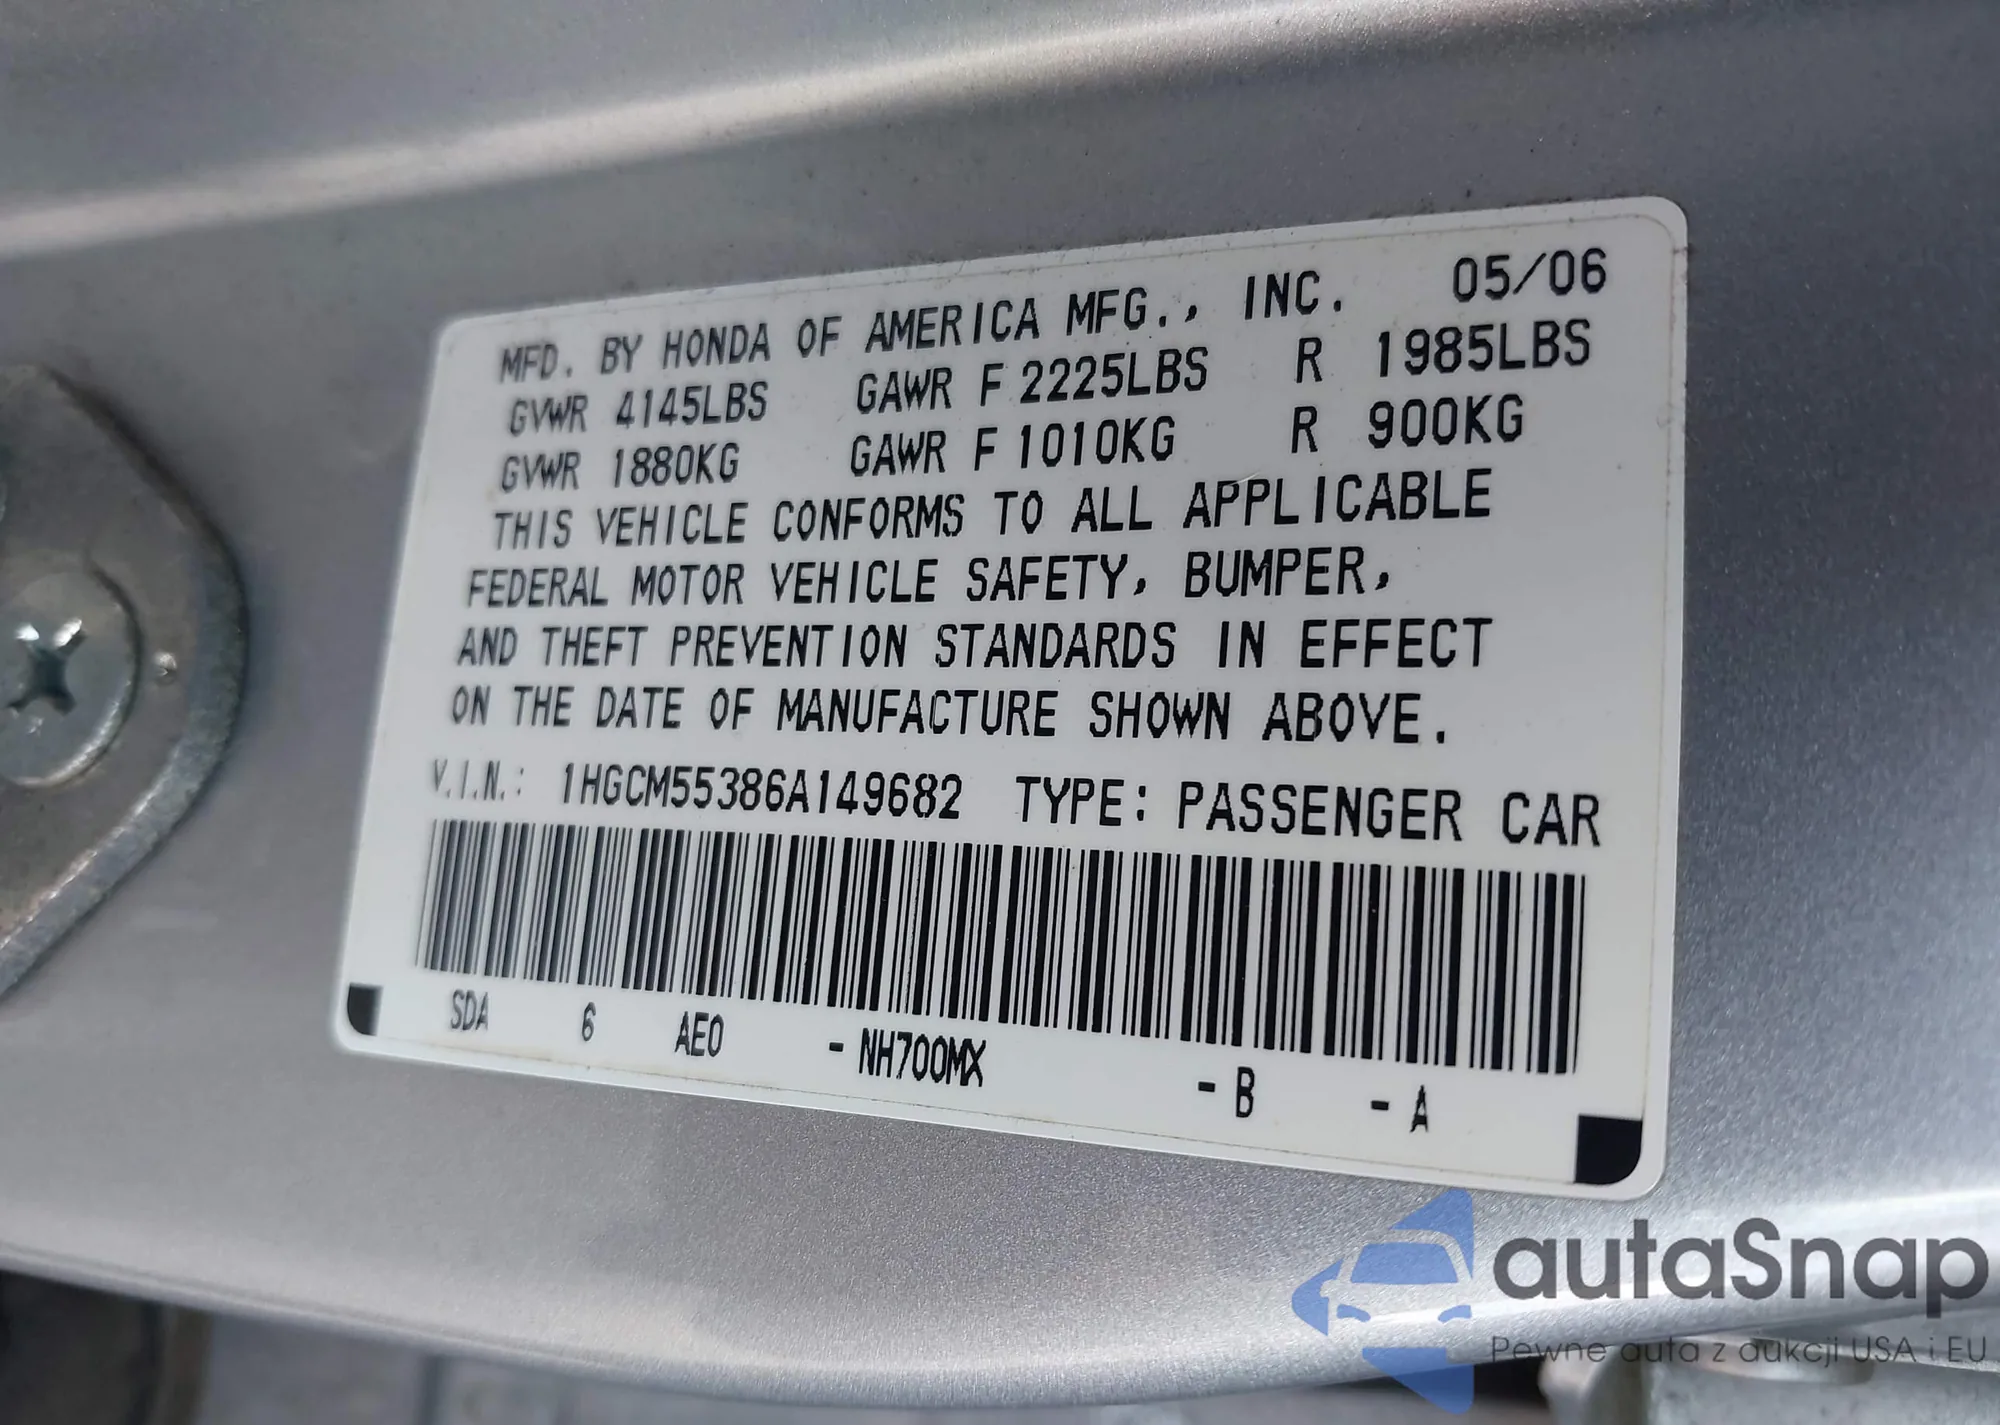 MFD. BY HONDA OF AMERICA MFG., INC. 05/06
GVWR 4145LBS GAWR F 2225LBS R 1985LBS
GVWR 1880KG GAWR F 1010KG R 900KG
THIS VEHICLE CONFORMS TO ALL APPLICABLE
FEDERAL MOTOR VEHICLE SAFETY, BUMPER,
AND THEFT PREVENTION STANDARDS IN EFFECT
ON THE DATE OF MANUFACTURE SHOWN ABOVE.
V.I.N.: 1HGCM55386A149682 TYPE: PASSENGER CAR
SDA 6 AEO -NH700MX -B -A
autaSnap
Pewne auta z aukcji USA i EU